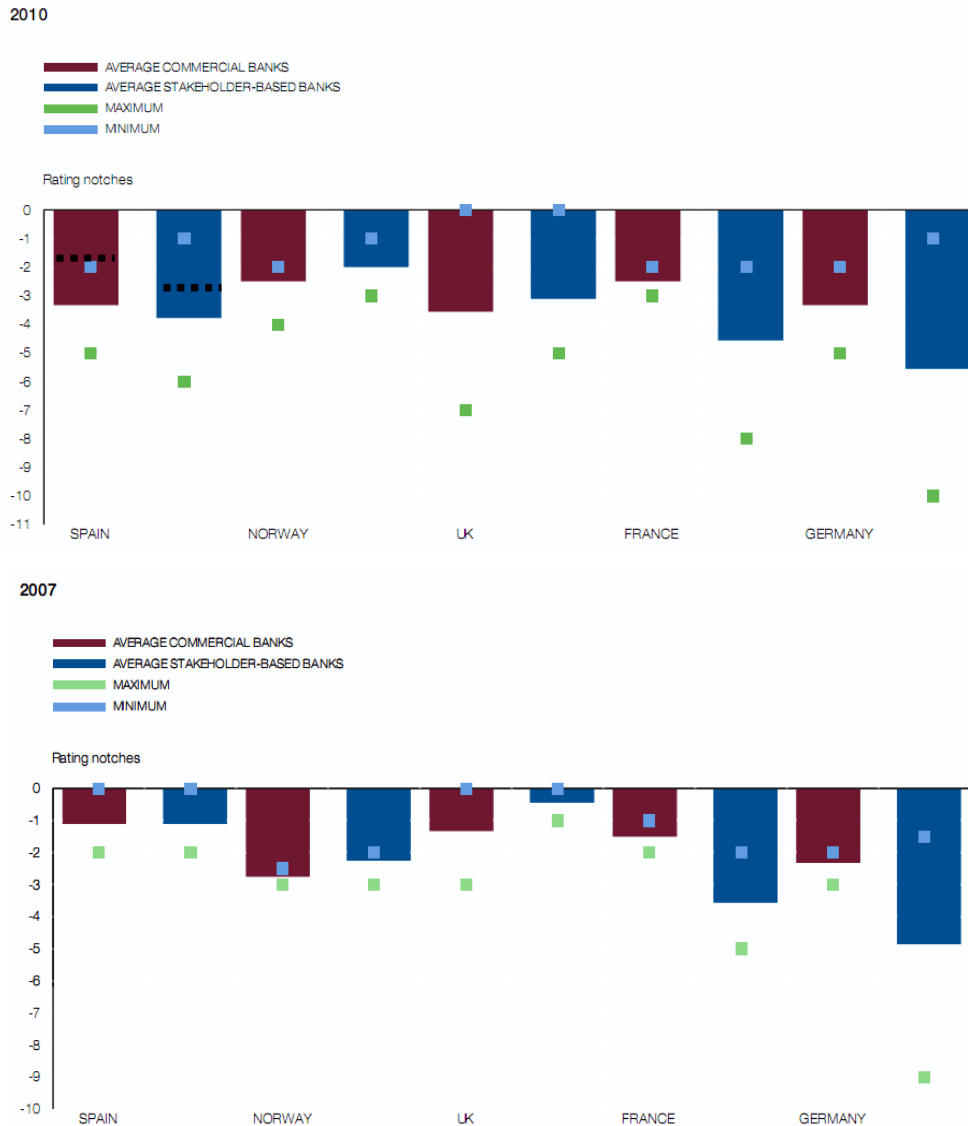 2010
AVERAGE COMMERCIAL BANKS
AVERAGE STAKEHOLDER-BASED BANKS
MAXIMUM
MINIMUM
Rating notches
0
-1
-2
-3
-4
-5
-6
-7
-8
-9
-10
-11
SPAIN NORWAY UK FRANCE GERMANY
2007
AVERAGE COMMERCIAL BANKS
AVERAGE STAKEHOLDER-BASED BANKS
MAXIMUM
MINIMUM
Rating notches
0
-1
-2
-3
-4
-5
-6
-7
-8
-9
-10
SPAIN NORWAY UK FRANCE GERMANY